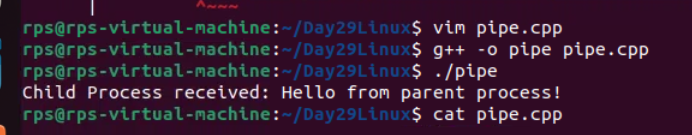 | ^~~~
rps@rps-virtual-machine:~/Day29Linux$ vim pipe.cpp
rps@rps-virtual-machine:~/Day29Linux$ g++ -o pipe pipe.cpp
rps@rps-virtual-machine:~/Day29Linux$ ./pipe
Child Process received: Hello from parent process!
rps@rps-virtual-machine:~/Day29Linux$ cat pipe.cpp